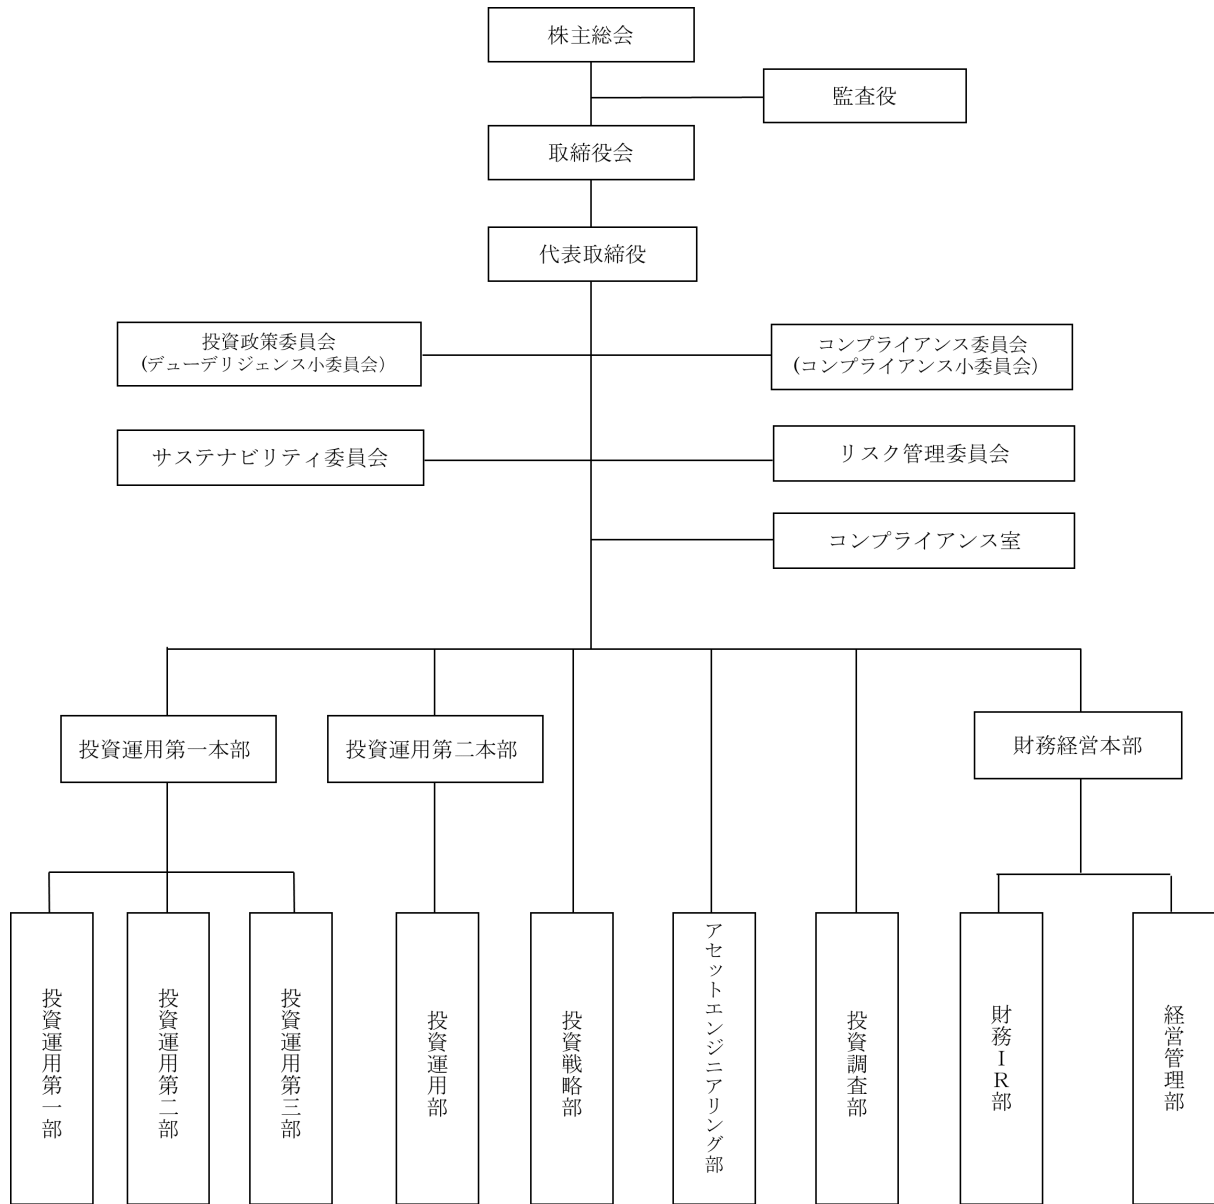 株主総会
監査役
取締役会
代表取締役
投資政策委員会
(デューデリジェンス小委員会)
コンプライアンス委員会
(コンプライアンス小委員会)
サステナビリティ委員会
リスク管理委員会
コンプライアンス室
投資運用第一本部
投資運用第二本部
財務経営本部
投資運用第一部
投資運用第二部
投資運用第三部
投資運用部
投資戦略部
アセットエンジニアリング部
投資調査部
財務IR部
経営管理部